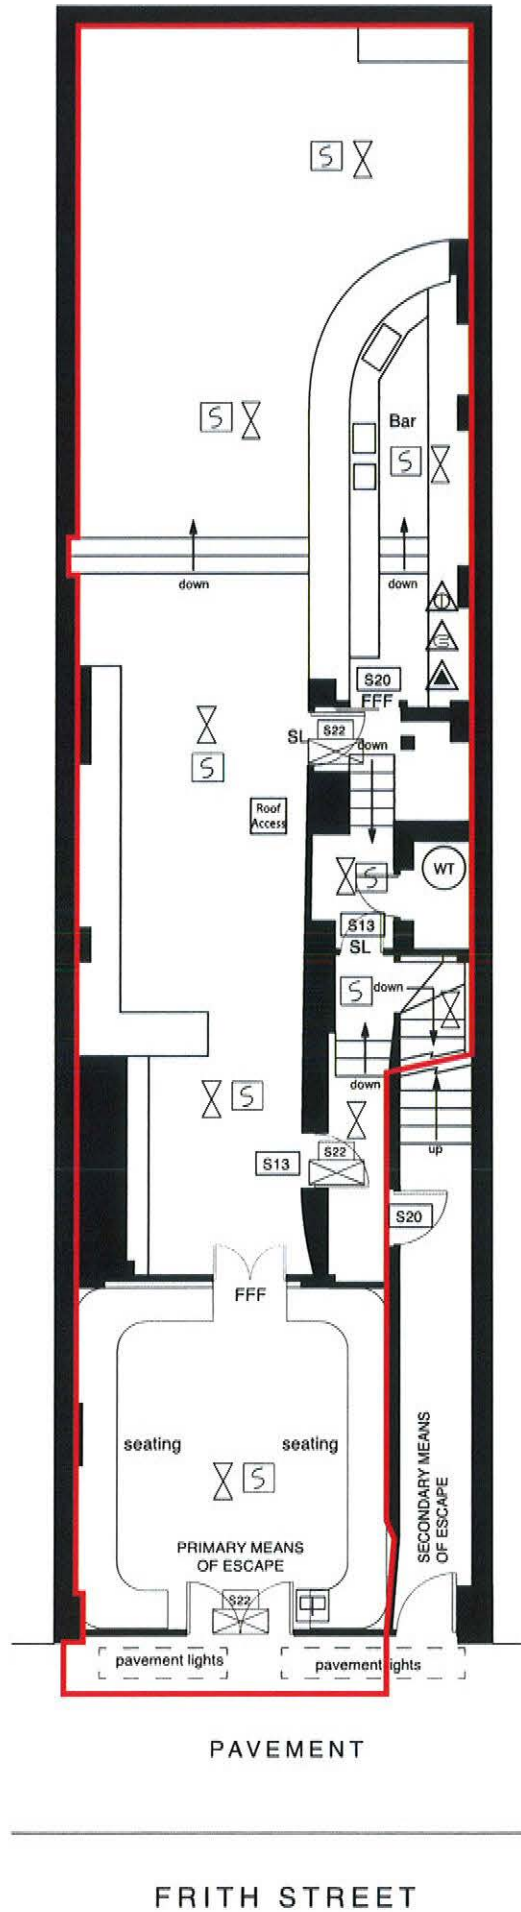 S
S
Bar
S
down
down
S20
FFF
SL
S22
down
S
Roof
Access
S
WT
S13
SL
S
down
down
S
up
S22
S13
S20
FFF
seating
seating
S
SECONDARY MEANS
OF ESCAPE
PRIMARY MEANS
OF ESCAPE
S22
pavement lights
pavement lights
PAVEMENT
FRITH STREET